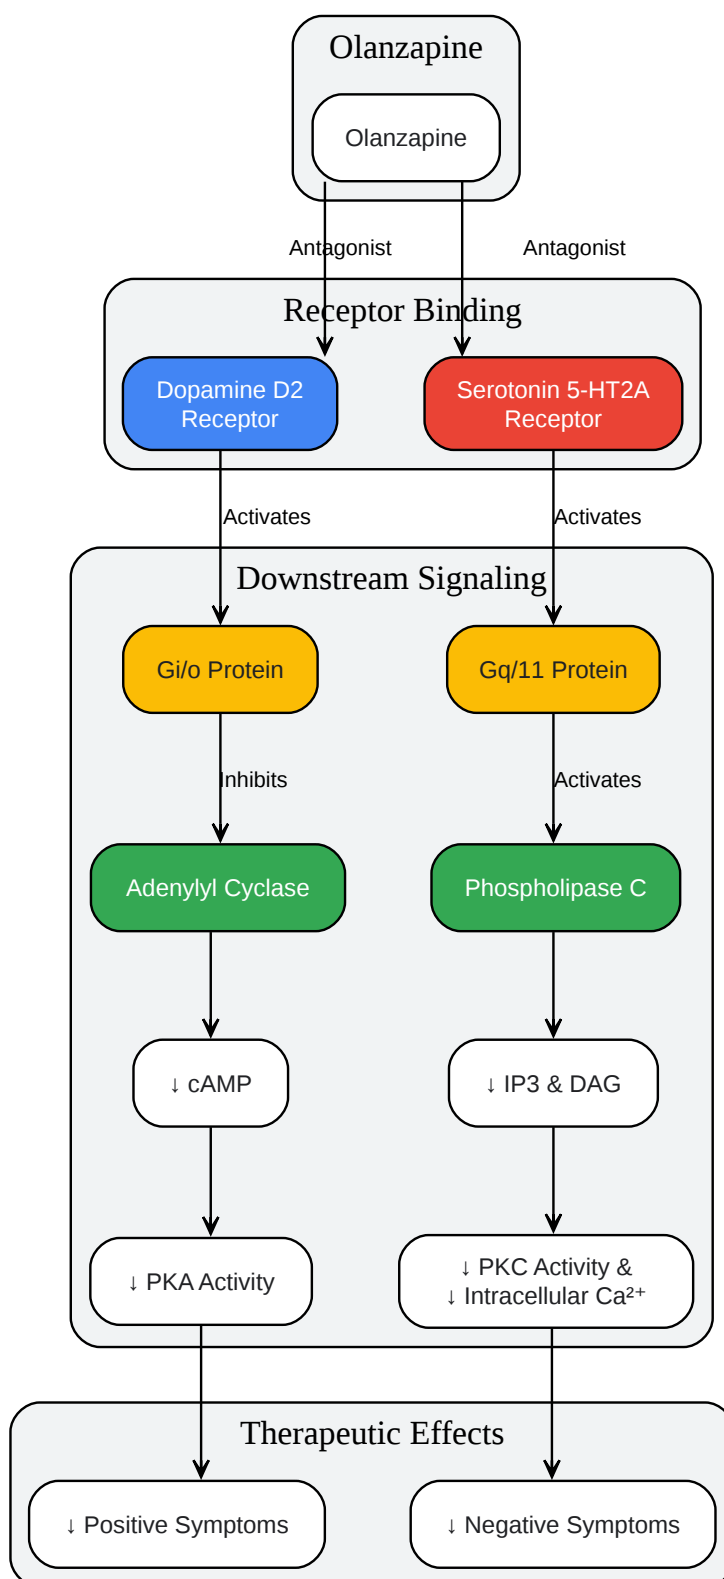 Olanzapine
Olanzapine
Antagonist
Antagonist
Receptor Binding
Dopamine D2
Receptor
Serotonin 5-HT2A
Receptor
Activates
Activates
Downstream Signaling
Gi/o Protein
Gq/11 Protein
Inhibits
Activates
Adenylyl Cyclase
Phospholipase C
↓ cAMP
↓ IP3 & DAG
↓ PKA Activity
↓ PKC Activity &
↓ Intracellular Ca²⁺
Therapeutic Effects
↓ Positive Symptoms
↓ Negative Symptoms